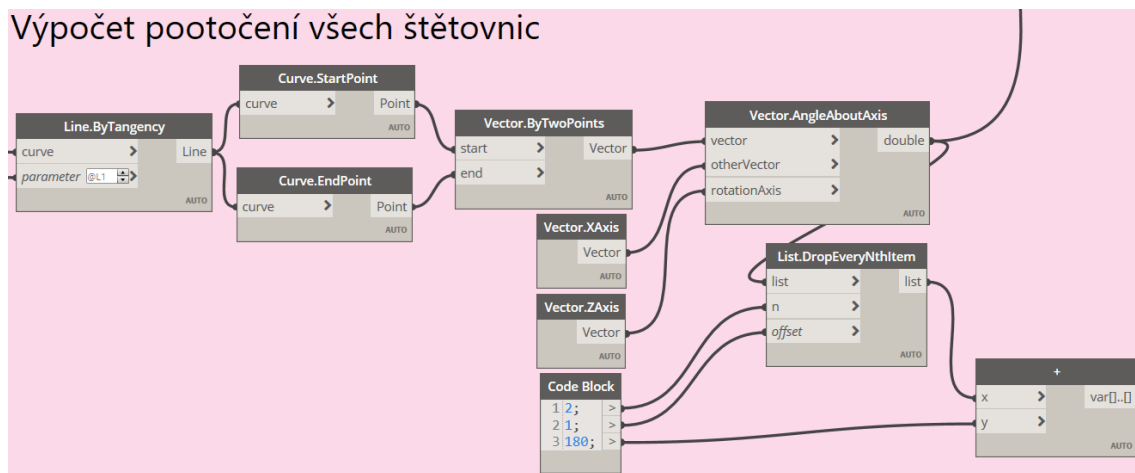 Výpočet pootočení všech štětovnic
Line.ByTangency
curve > Line
parameter @L1 >
AUTO
Curve.StartPoint
curve > Point
AUTO
Curve.EndPoint
curve > Point
AUTO
Vector.ByTwoPoints
start > Vector
end >
AUTO
Vector.XAxis
Vector
AUTO
Vector.ZAxis
Vector
AUTO
Code Block
1 2; >
2 1; >
3 180; >
Vector.AngleAboutAxis
vector > double
otherVector >
rotationAxis >
AUTO
List.DropEveryNthItem
list > list
n >
offset >
AUTO
+
x > var[]..[]
y >
AUTO